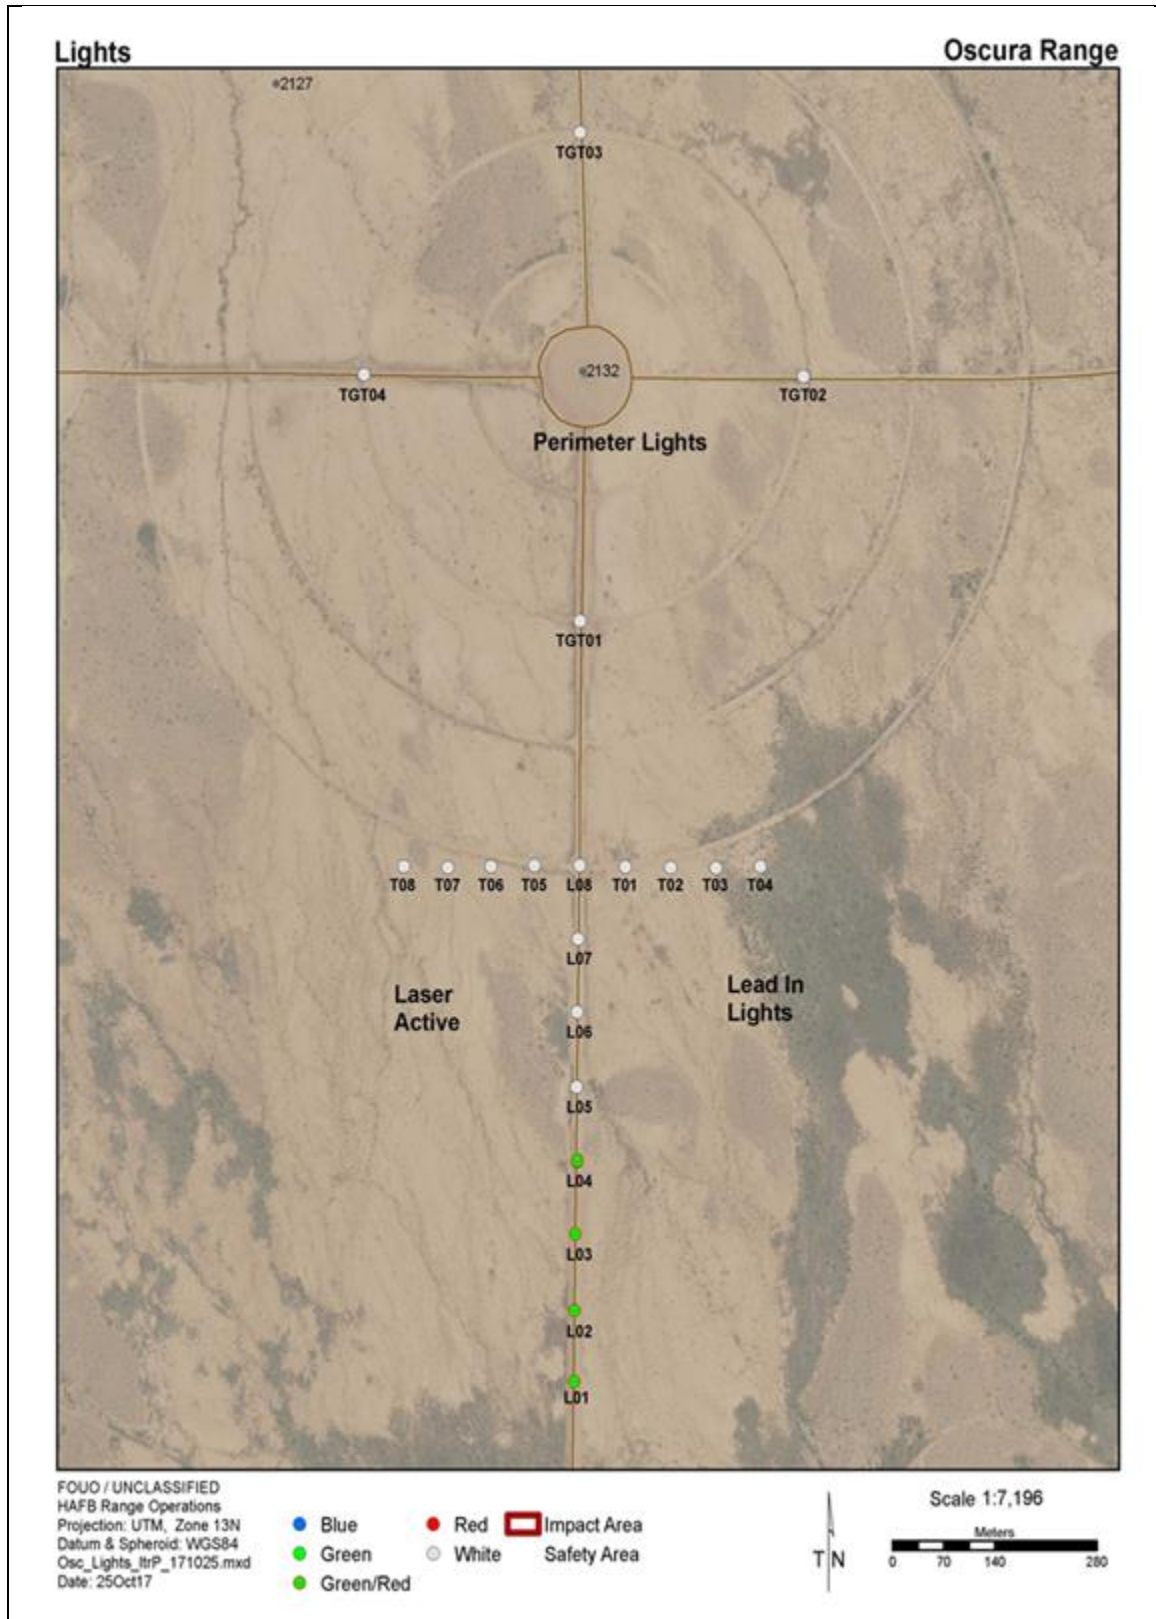 Lights
Oscura Range
2127
TGT03
2132
TGT04
TGT02
Perimeter Lights
TGT01
T08 T07 T06 T05 L08 T01 T02 T03 T04
L07
Laser
Active
Lead In
Lights
L06
L05
L04
L03
L02
L01
FOUO / UNCLASSIFIED
HAFB Range Operations
Projection: UTM, Zone 13N
Datum & Spheroid: WGS84
Osc_Lights_ltrP_171025.mxd
Date: 25Oct17
Blue
Green
Green/Red
Red
White
Impact Area
Safety Area
T N
Scale 1:7,196
Meters
0 70 140 280